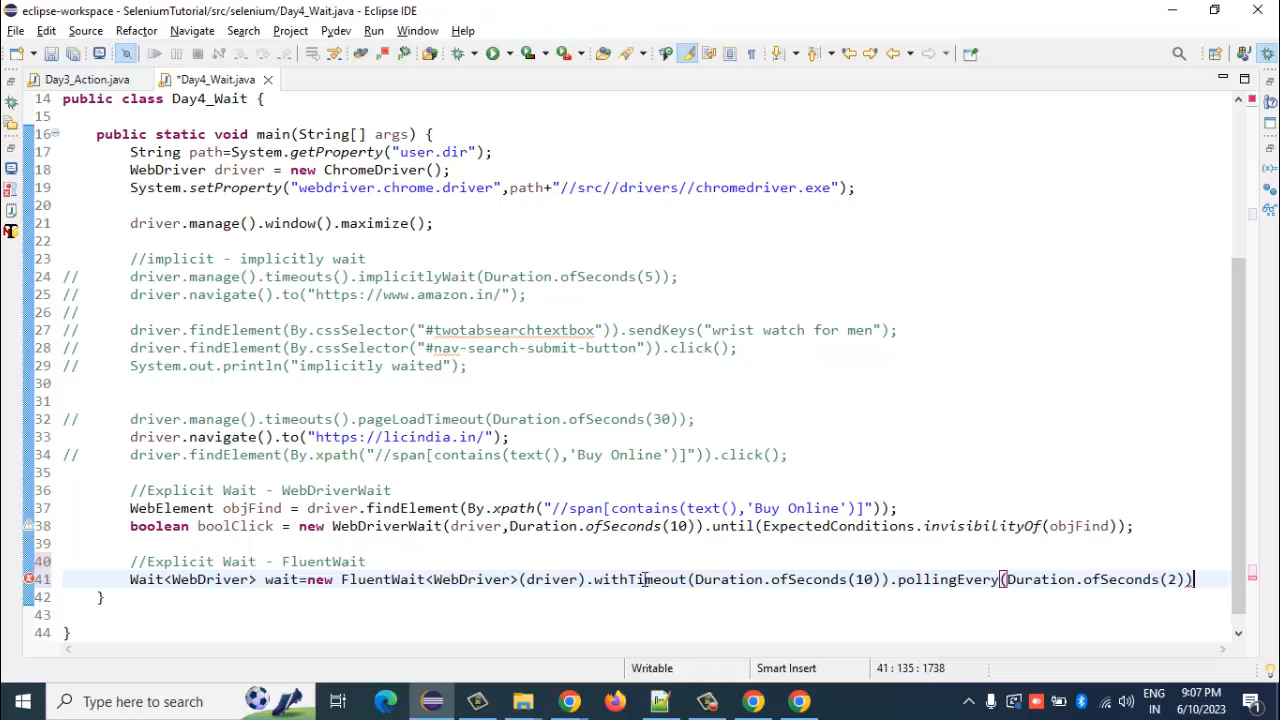 eclipse-workspace - SeleniumTutorial/src/selenium/Day4_Wait.java - Eclipse IDE
File Edit Source Refactor Navigate Search Project Pydev Run Window Help
Day3_Action.java *Day4_Wait.java
14 public class Day4_Wait {
15
16 public static void main(String[] args) {
17 String path=System.getProperty("user.dir");
18 WebDriver driver = new ChromeDriver();
19 System.setProperty("webdriver.chrome.driver",path+"//src//drivers//chromedriver.exe");
20
21 driver.manage().window().maximize();
22
23 //implicit - implicitly wait
24 // driver.manage().timeouts().implicitlyWait(Duration.ofSeconds(5));
25 // driver.navigate().to("https://www.amazon.in/");
26 //
27 // driver.findElement(By.cssSelector("#twotabsearchtextbox")).sendKeys("wrist watch for men");
28 // driver.findElement(By.cssSelector("#nav-search-submit-button")).click();
29 // System.out.println("implicitly waited");
30
31
32 // driver.manage().timeouts().pageLoadTimeout(Duration.ofSeconds(30));
33 driver.navigate().to("https://licindia.in/");
34 // driver.findElement(By.xpath("//span[contains(text(),'Buy Online')]")).click();
35
36 //Explicit Wait - WebDriverWait
37 WebElement objFind = driver.findElement(By.xpath("//span[contains(text(),'Buy Online')]"));
38 boolean boolClick = new WebDriverWait(driver,Duration.ofSeconds(10)).until(ExpectedConditions.invisibilityOf(objFind));
39
40 //Explicit Wait - FluentWait
41 Wait<WebDriver> wait=new FluentWait<WebDriver>(driver).withTimeout(Duration.ofSeconds(10)).pollingEvery(Duration.ofSeconds(2))
42 }
43
44 }
Writable Smart Insert 41 : 135 : 1738
Type here to search
ENG 9:07 PM
IN 6/10/2023